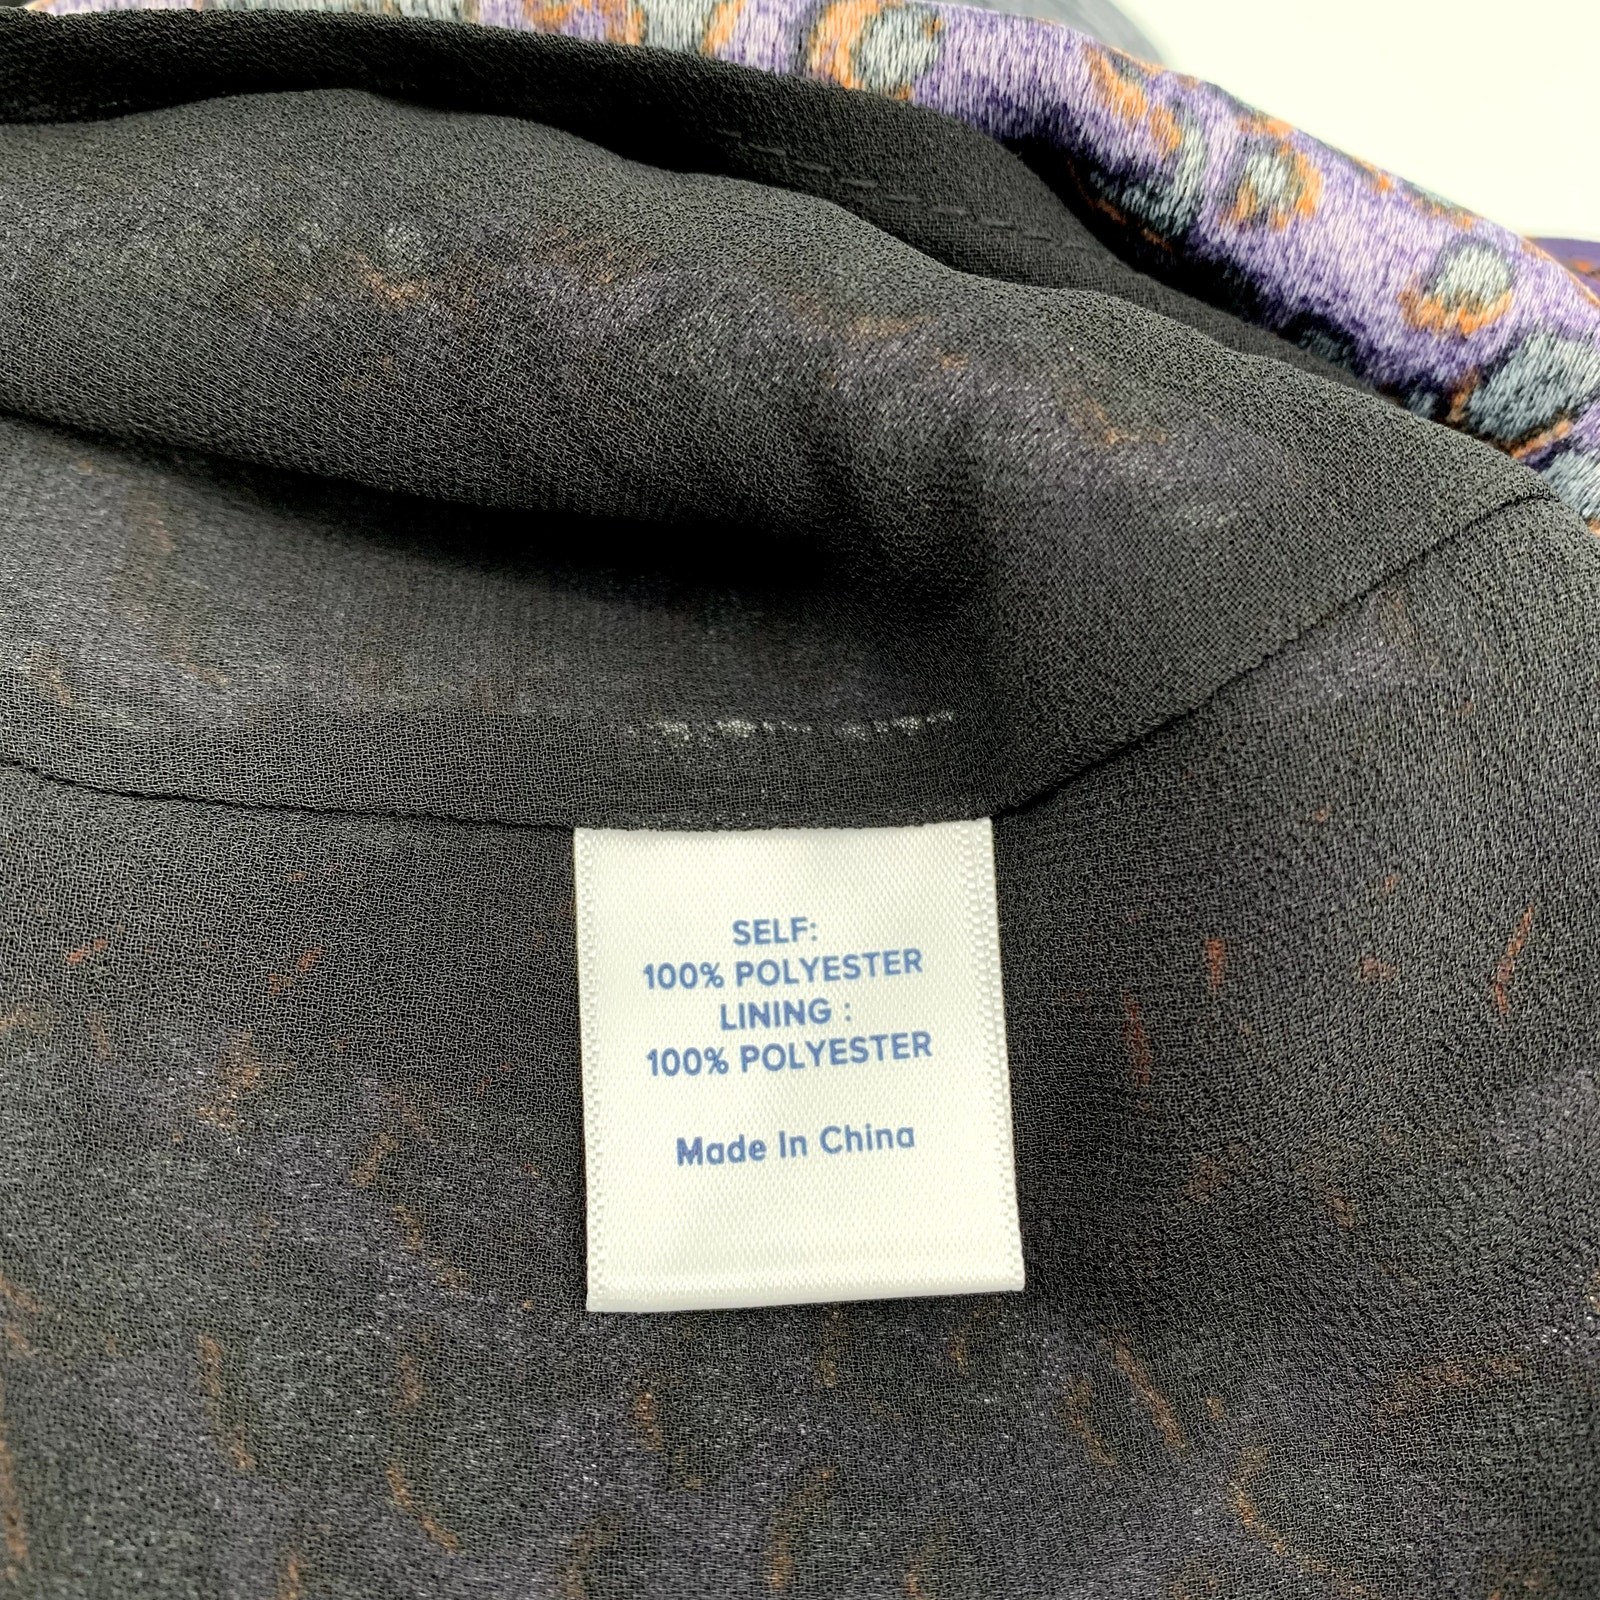 SELF:
100% POLYESTER
LINING :
100% POLYESTER
Made In China